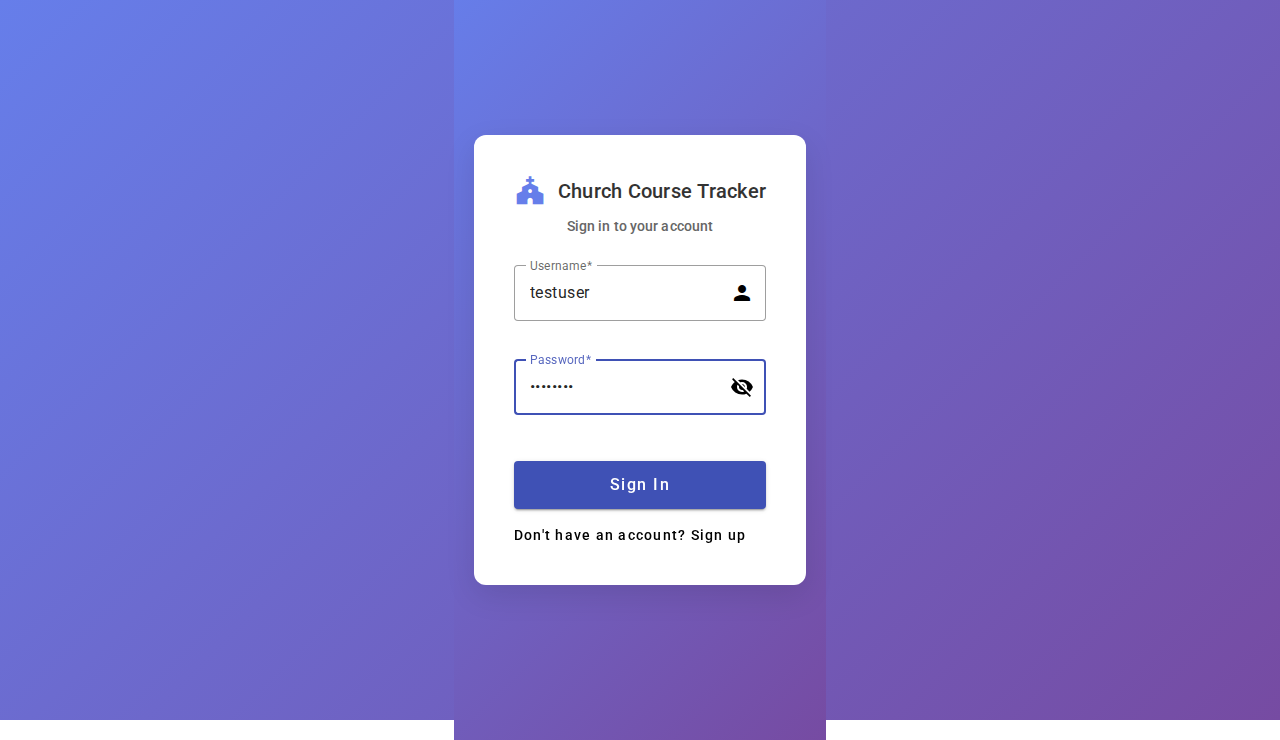 Church Course Tracker
Sign in to your account
Username*
testuser
Password*
••••••••
Sign In
Don't have an account? Sign up